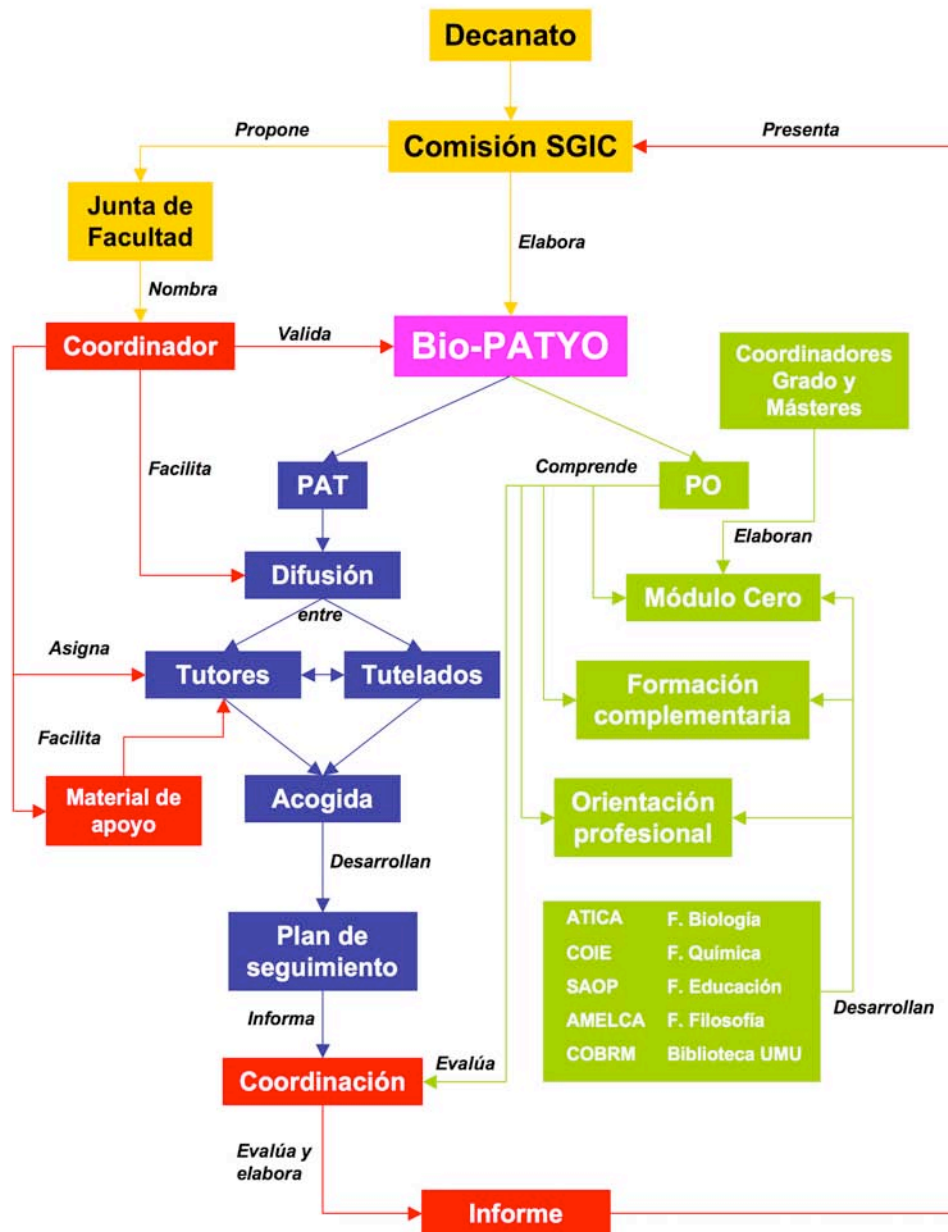 Decanato
Propone
Presenta
Comisión SGIC
Junta de
Facultad
Elabora
Nombra
Coordinador
Valida
Bio-PATYO
Coordinadores
Grado y
Másteres
Facilita
Comprende
PAT
PO
Elaboran
Difusión
Módulo Cero
entre
Asigna
Tutores
Tutelados
Formación
complementaria
Facilita
Material de
apoyo
Acogida
Orientación
profesional
Desarrollan
Plan de
seguimiento
ATICA F. Biología
COIE F. Química
SAOP F. Educación
AMELCA F. Filosofía
COBRM Biblioteca UMU
Desarrollan
Informa
Coordinación
Evalúa
Evalúa y
elabora
Informe